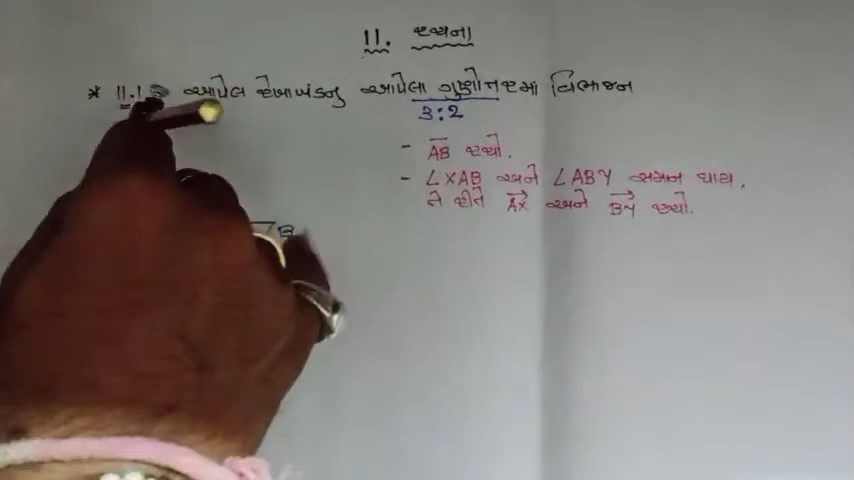 11. રચના
* 11.1 આપેલ રેખાખંડનુ આપેલા ગુણોત્તરમાં વિભાજન
3:2
- AB રચો.
- ∠XAB અને ∠ABY સમાન થાય,
તે રીતે AX અને BY રચો.
B